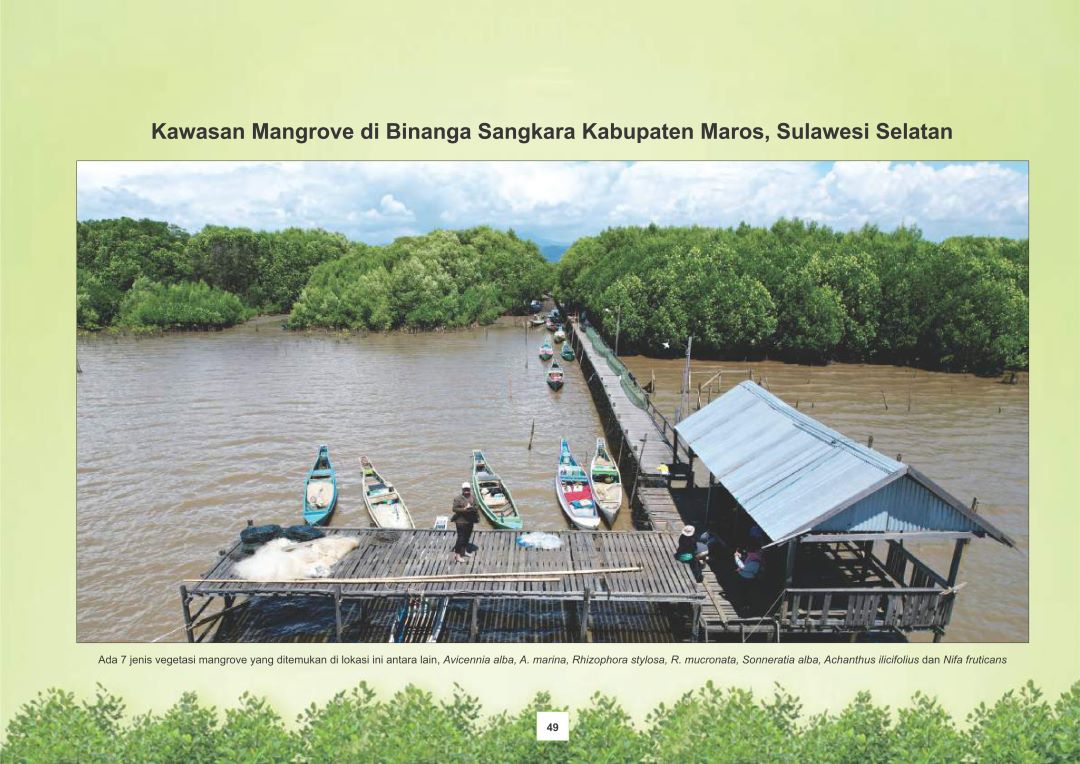 Kawasan Mangrove di Binanga Sangkara Kabupaten Maros, Sulawesi Selatan
Ada 7 jenis vegetasi mangrove yang ditemukan di lokasi ini antara lain, Avicennia alba, A. marina, Rhizophora stylosa, R. mucronata, Sonneratia alba, Achanthus ilicifolius dan Nifa fruticans
49